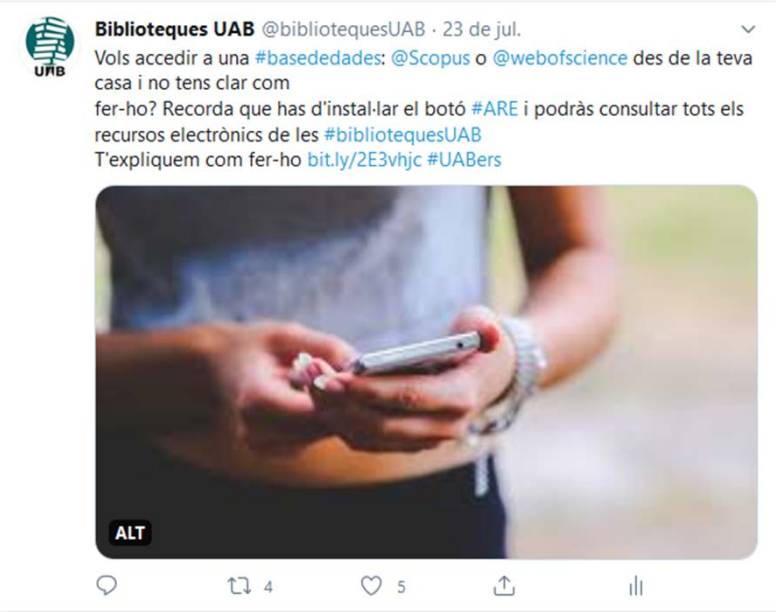 Biblioteques UAB @bibliotequesUAB · 23 de jul.
Vols accedir a una #basededades: @Scopus o @webofscience des de la teva
casa i no tens clar com
fer-ho? Recorda que has d'instal·lar el botó #ARE i podràs consultar tots els
recursos electrònics de les #bibliotequesUAB
T'expliquem com fer-ho bit.ly/2E3vhjc #UABers
UAB
ALT
4 5